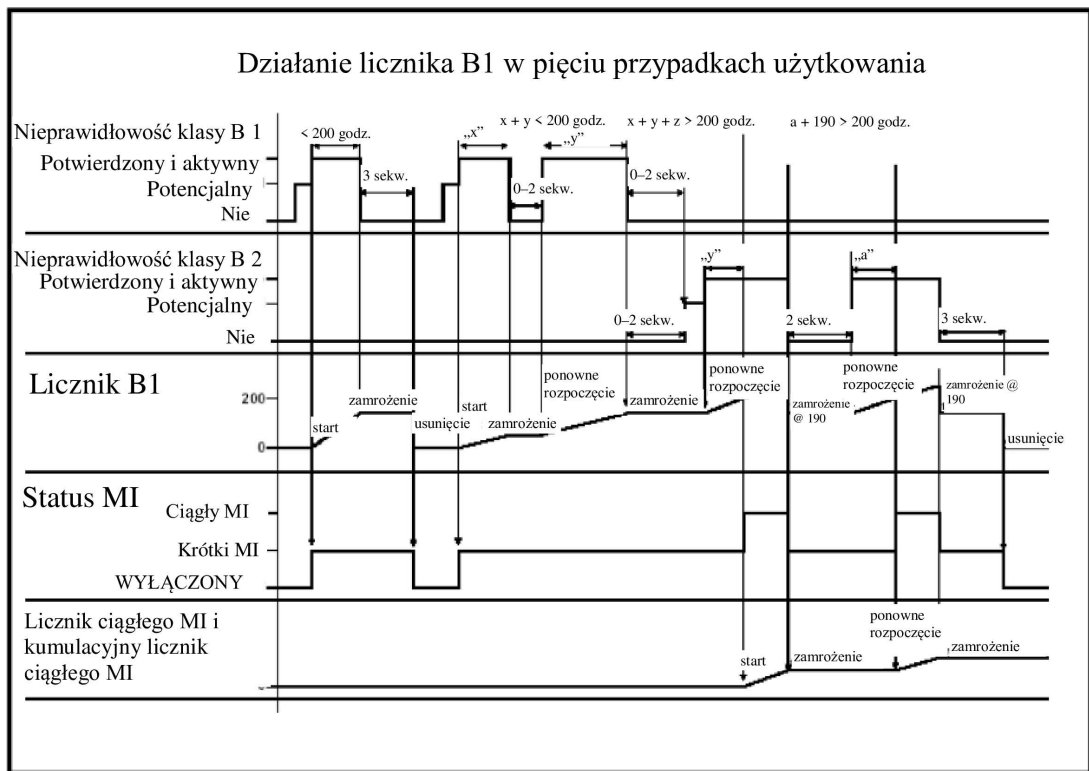 Działanie licznika B1 w pięciu przypadkach użytkowania
Nieprawidłowość klasy B 1
< 200 godz.
„x”
x + y < 200 godz.
„y”
x + y + z > 200 godz.
a + 190 > 200 godz.
Potwierdzony i aktywny
Potencjalny
3 sekw.
0–2 sekw.
0–2 sekw.
Nie
Nieprawidłowość klasy B 2
„y”
„a”
Potwierdzony i aktywny
Potencjalny
0–2 sekw.
2 sekw.
3 sekw.
Nie
Licznik B1
200
0
start
zamrożenie
usunięcie
start
zamrożenie
ponowne
rozpoczęcie
zamrożenie
ponowne
rozpoczęcie
zamrożenie
@ 190
ponowne
rozpoczęcie
zamrożenie @
190
usunięcie
Status MI
Ciągły MI
Krótki MI
WYŁĄCZONY
Licznik ciągłego MI i
kumulacyjny licznik
ciągłego MI
start
zamrożenie
ponowne
rozpoczęcie
zamrożenie